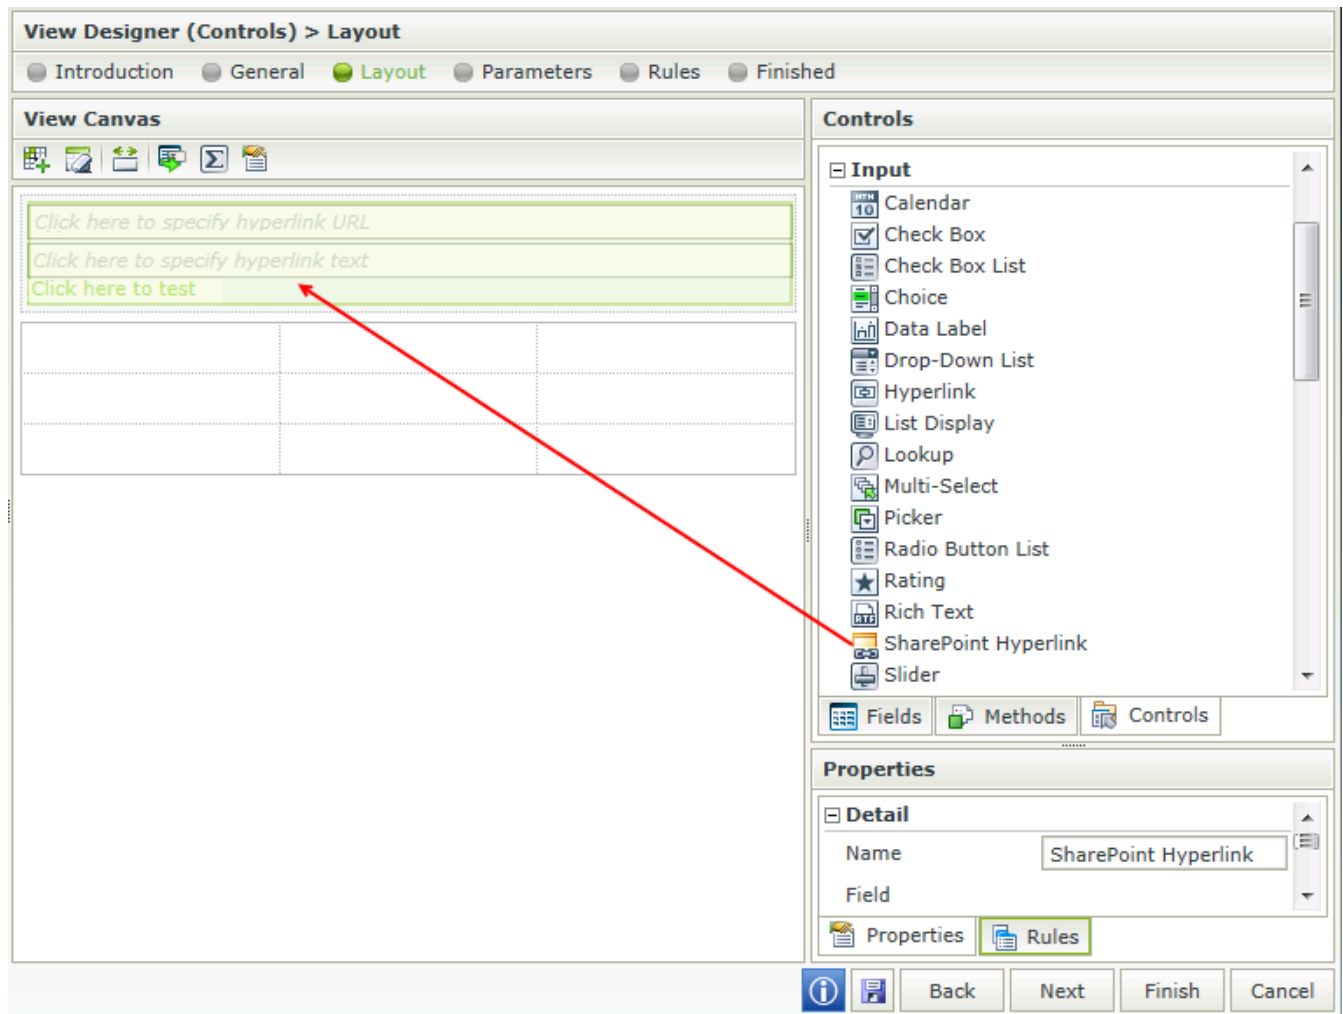 View Designer (Controls) > Layout
Introduction General Layout Parameters Rules Finished
View Canvas
Click here to specify hyperlink URL
Click here to specify hyperlink text
Click here to test
Controls
Input
HTH
10
Calendar
Check Box
Check Box List
Choice
Data Label
Drop-Down List
Hyperlink
List Display
Lookup
Multi-Select
Picker
Radio Button List
Rating
RTF
Rich Text
SharePoint Hyperlink
Slider
Fields Methods Controls
Properties
Detail
Name SharePoint Hyperlink
Field
Properties Rules
Back Next Finish Cancel